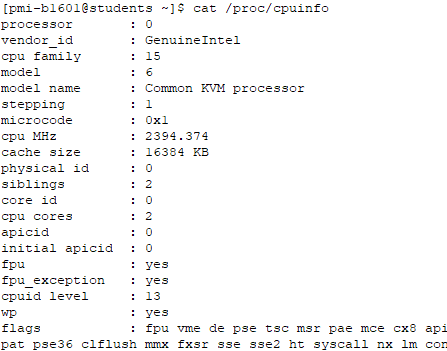 [pmi-b1601@students ~]$ cat /proc/cpuinfo
processor : 0
vendor_id : GenuineIntel
cpu family : 15
model : 6
model name : Common KVM processor
stepping : 1
microcode : 0x1
cpu MHz : 2394.374
cache size : 16384 KB
physical id : 0
siblings : 2
core id : 0
cpu cores : 2
apicid : 0
initial apicid : 0
fpu : yes
fpu_exception : yes
cpuid level : 13
wp : yes
flags : fpu vme de pse tsc msr pae mce cx8 api
pat pse36 clflush mmx fxsr sse sse2 ht syscall nx lm con